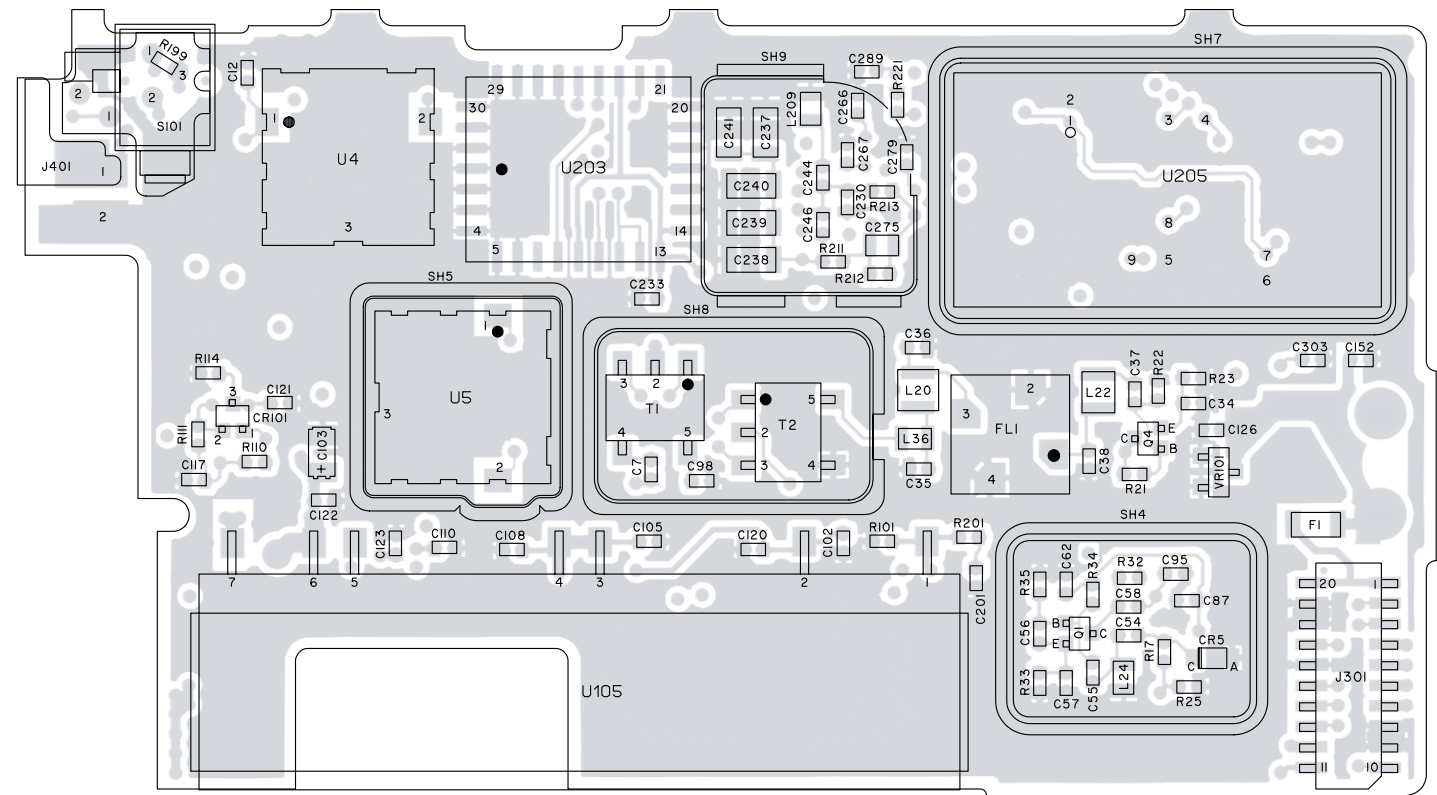 SH7
SH9
C289
R221
R199
1
3
2
S101
C12
2
1
J401
1
2
1
2
U4
3
29
21
30
20
U203
4
14
5
13
C241
C237
L209
C266
C267
C279
C244
C240
C230
R213
C246
C239
C275
R211
C238
R212
2
1
3
4
U205
8
9
5
7
6
SH5
C233
SH8
1
U5
3
2
R114
3
C121
CR101
R111
2
1
R110
C103
+
C117
C122
3
2
T1
4
5
5
T2
2
3
4
C7
C98
C36
L20
L36
C35
2
3
FL1
4
L22
C37
R22
R23
C34
C
Q4
E
B
C126
C38
R21
VR101
C303
C152
F1
C123
C110
C108
C105
C120
C102
R101
R201
7
6
5
4
3
2
1
C201
U105
SH4
R35
C62
R34
R32
C95
C58
C87
C56
B
Q1
C
E
C54
R17
CR5
C
A
R33
C57
C55
L24
R25
20
1
J301
11
10